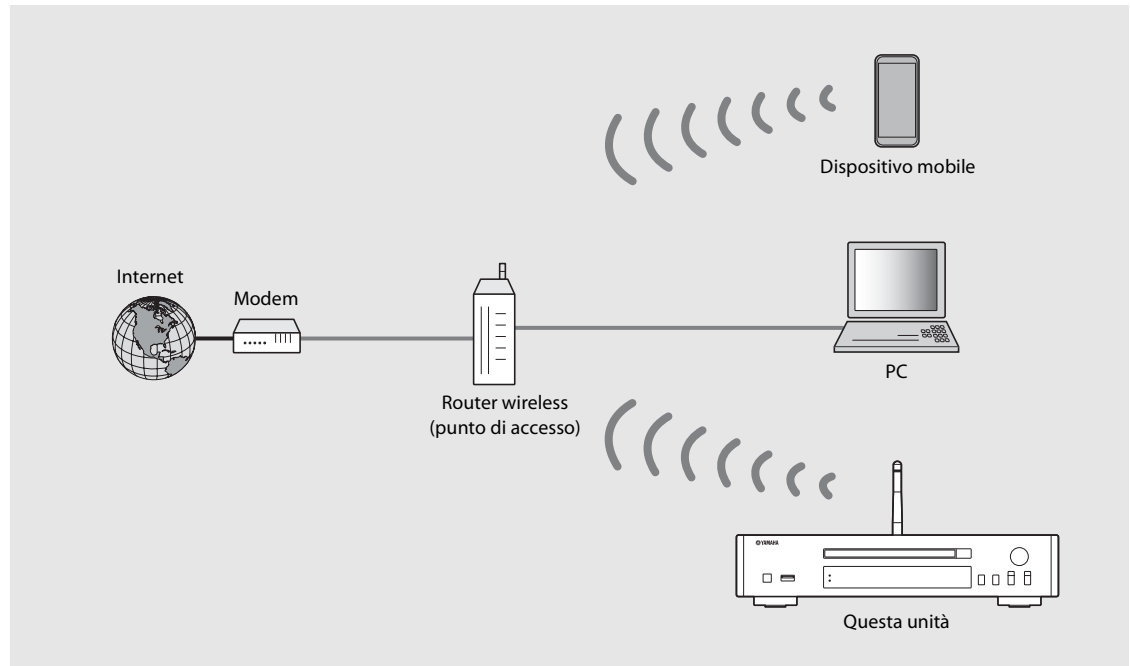 Dispositivo mobile
Internet
Modem
PC
Router wireless
(punto di accesso)
YAMAHA
Questa unità